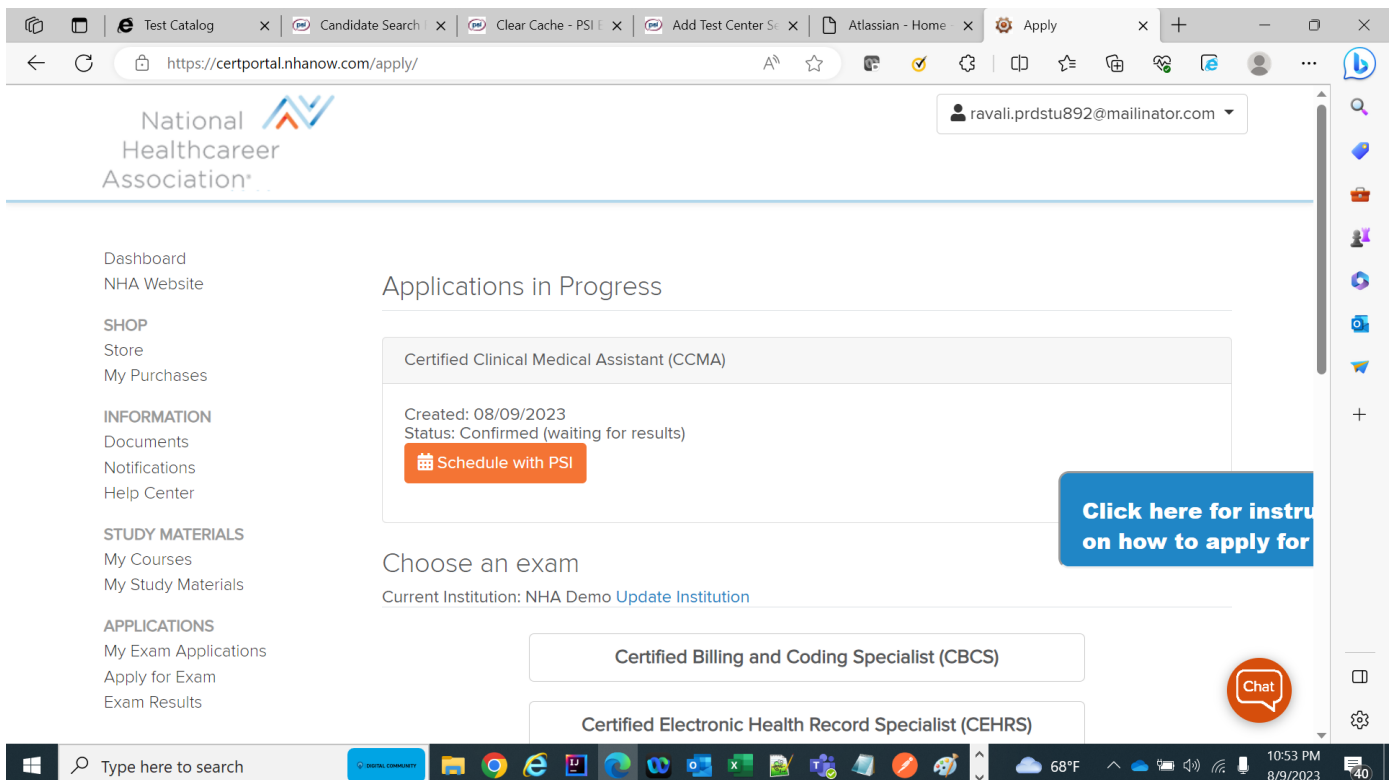 Test Catalog
Candidate Search
Clear Cache - PSI E
Add Test Center Se
Atlassian - Home -
Apply
https://certportal.nhanow.com/apply/
National
Healthcareer
Association
ravali.prdstu892@mailinator.com
Dashboard
NHA Website
SHOP
Store
My Purchases
INFORMATION
Documents
Notifications
Help Center
STUDY MATERIALS
My Courses
My Study Materials
APPLICATIONS
My Exam Applications
Apply for Exam
Exam Results
Applications in Progress
Certified Clinical Medical Assistant (CCMA)
Created: 08/09/2023
Status: Confirmed (waiting for results)
Schedule with PSI
Click here for instru
on how to apply for
Choose an exam
Current Institution: NHA Demo Update Institution
Certified Billing and Coding Specialist (CBCS)
Certified Electronic Health Record Specialist (CEHRS)
Chat
Type here to search
DIGITAL COMMUNITY
68°F
10:53 PM
8/9/2023
40